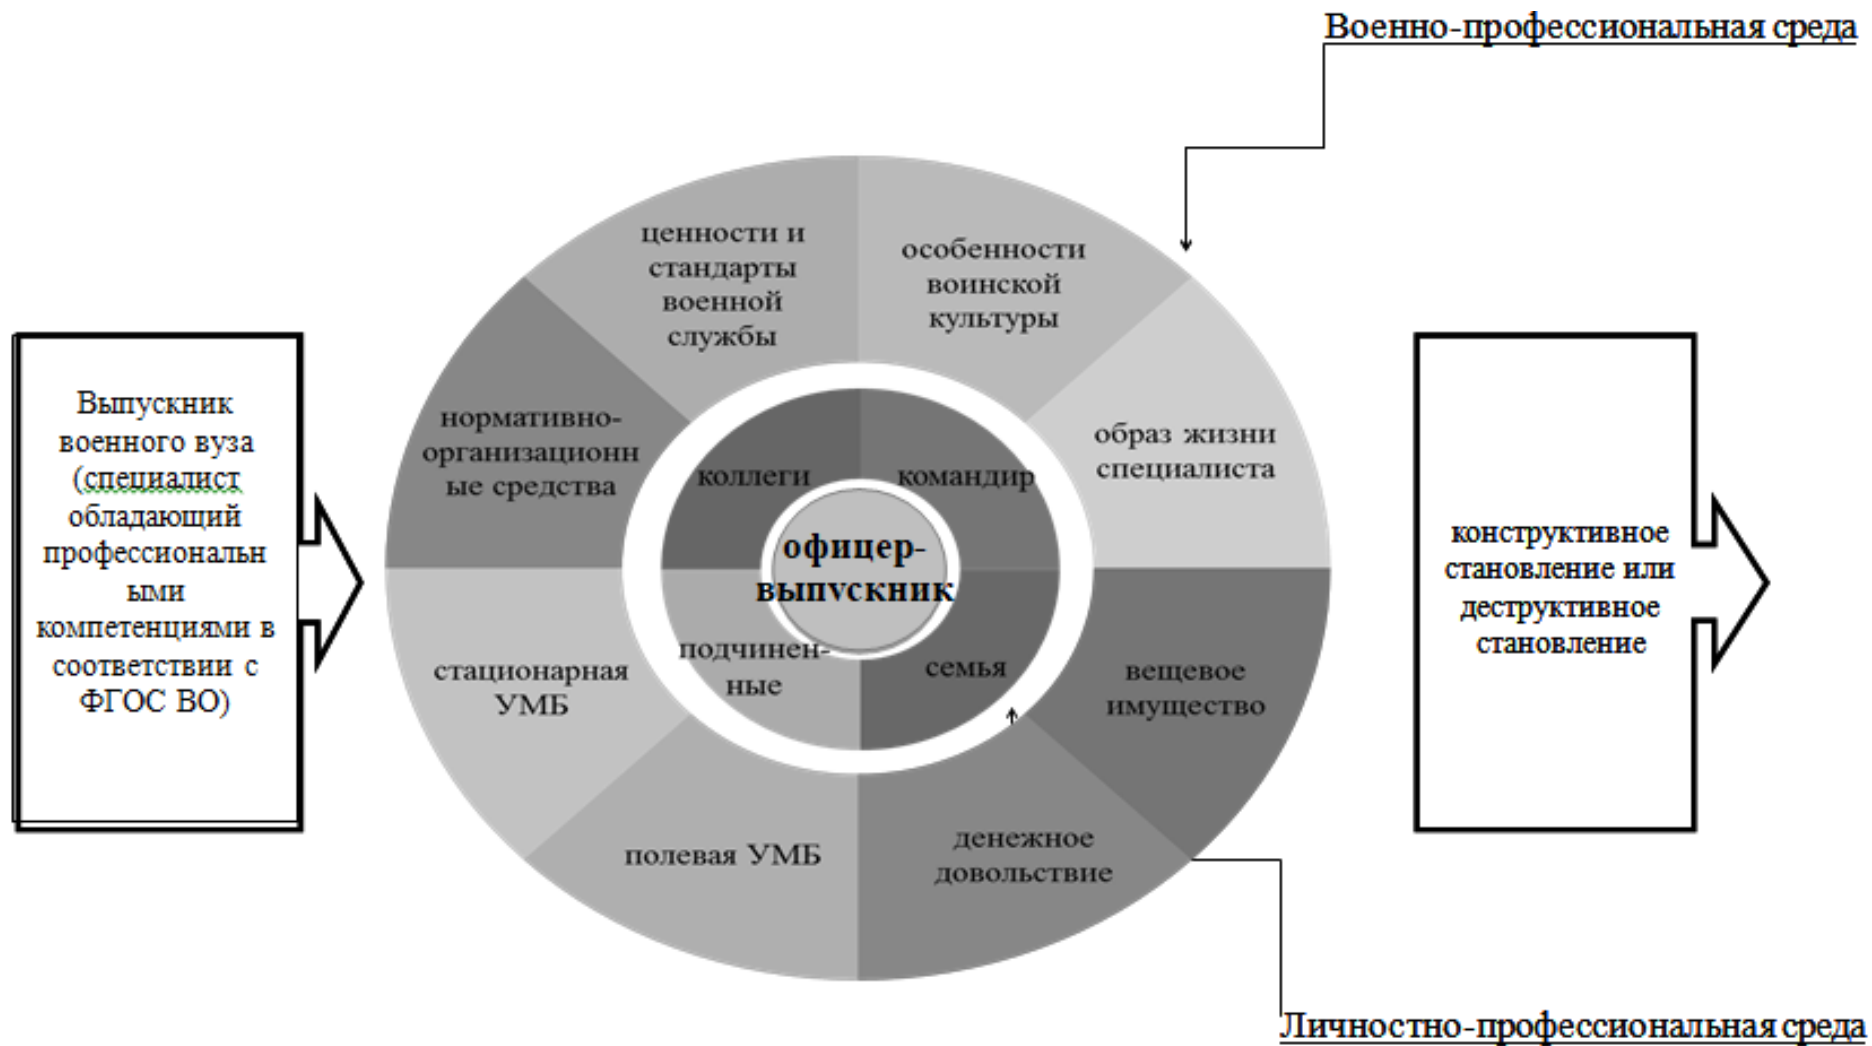 Военно-профессиональная среда
ценности и
стандарты
военной
службы
особенности
воинской
культуры
нормативно-
организационн
ые средства
образ жизни
специалиста
коллеги
командир
офицер-
выпускник
подчинен-
ные
семья
стационарная
УМБ
вещевое
имущество
полевая УМБ
денежное
довольствие
Выпускник
военного вуза
(специалист
обладающий
профессиональн
ыми
компетенциями в
соответствии с
ФГОС ВО)
конструктивное
становление или
деструктивное
становление
Личностно-профессиональная среда